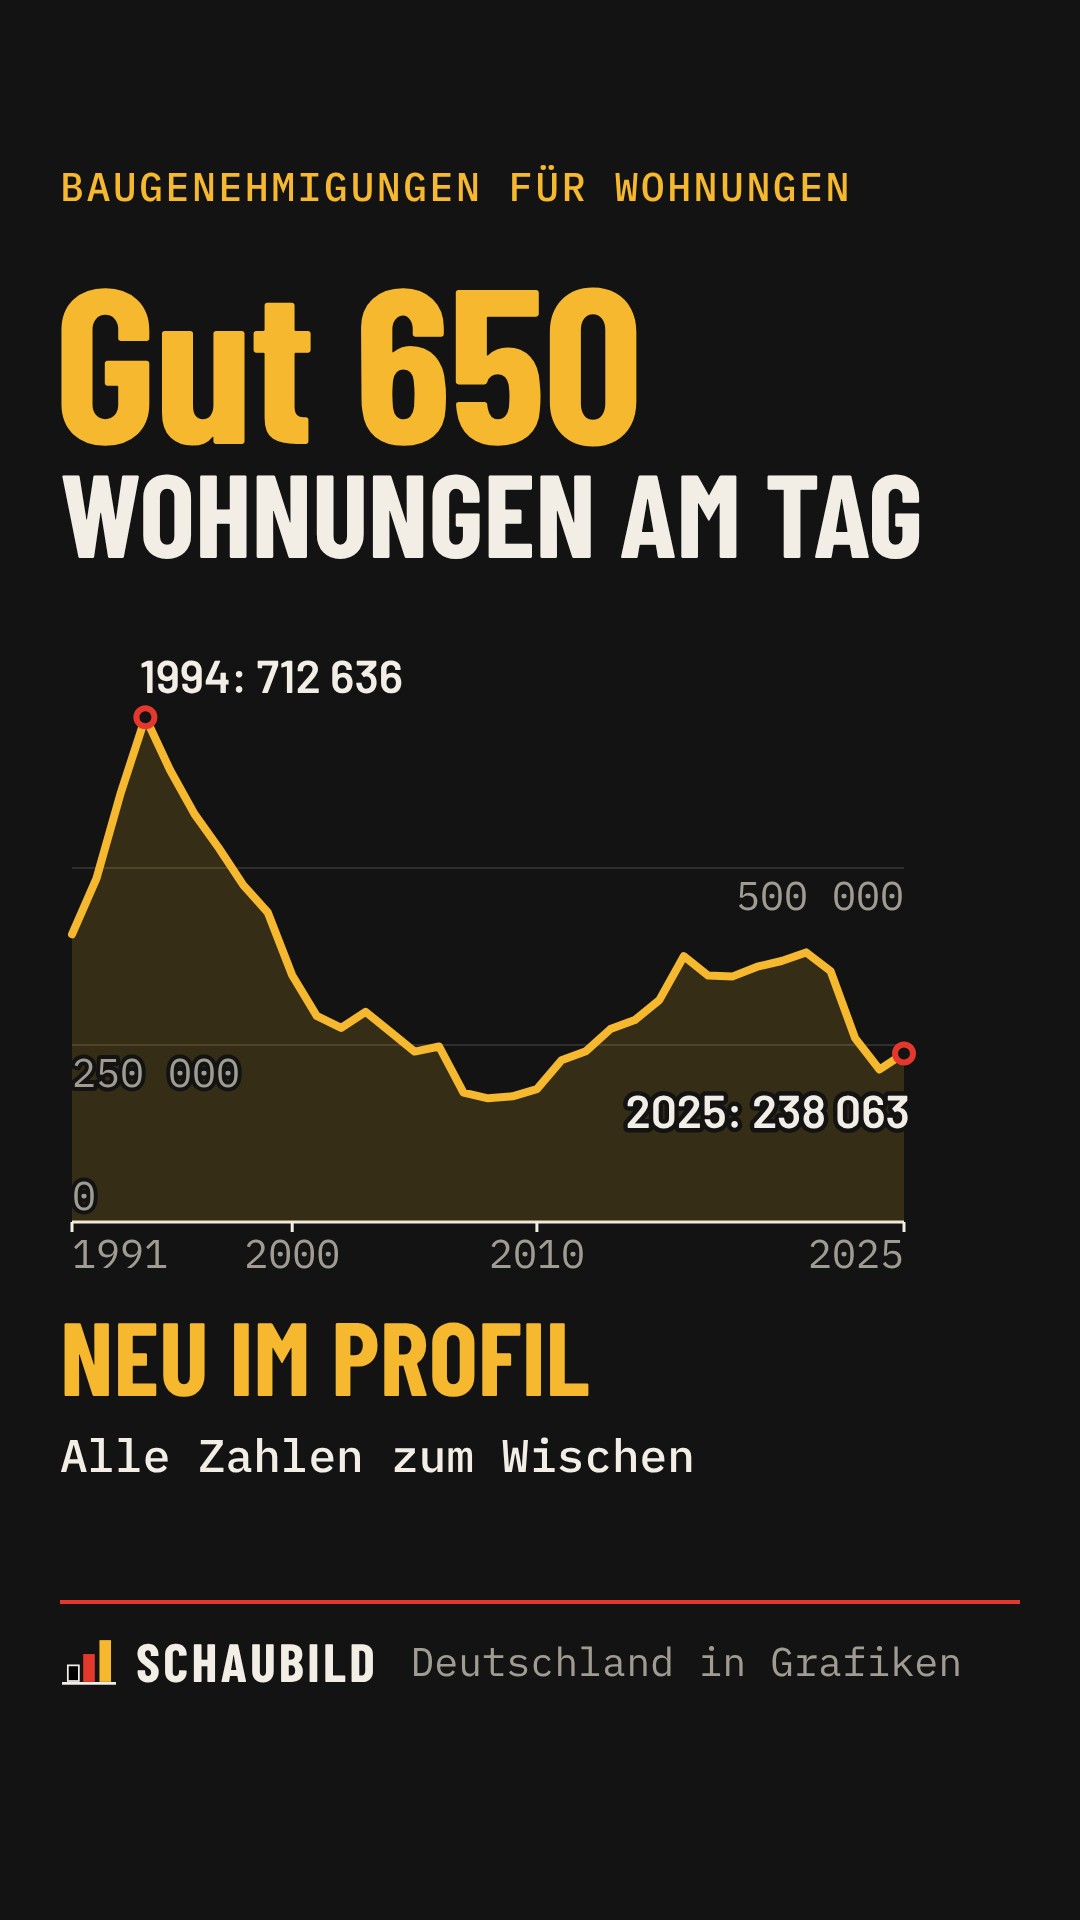 BAUGENEHMIGUNGEN FÜR WOHNUNGEN
Gut 650
WOHNUNGEN AM TAG
1994: 712 636
500 000
250 000
2025: 238 063
0
1991 2000 2010 2025
NEU IM PROFIL
Alle Zahlen zum Wischen
SCHAUBILD Deutschland in Grafiken